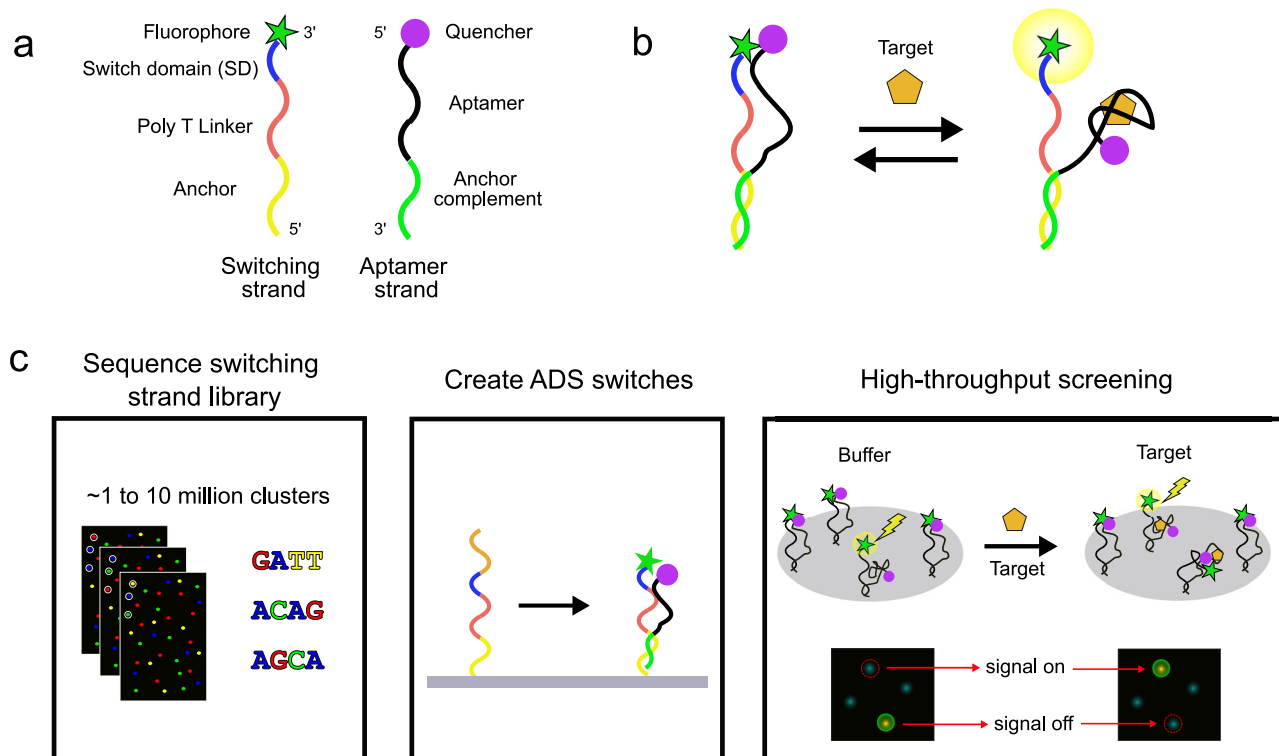 a
Fluorophore
3'
Switch domain (SD)
Poly T Linker
Anchor
5'
Switching
strand
5'
Quencher
Aptamer
Anchor
complement
3'
Aptamer
strand
b
Target
c
Sequence switching
strand library
~1 to 10 million clusters
GATT
ACAG
AGCA
Create ADS switches
High-throughput screening
Buffer
Target
Target
signal on
signal off